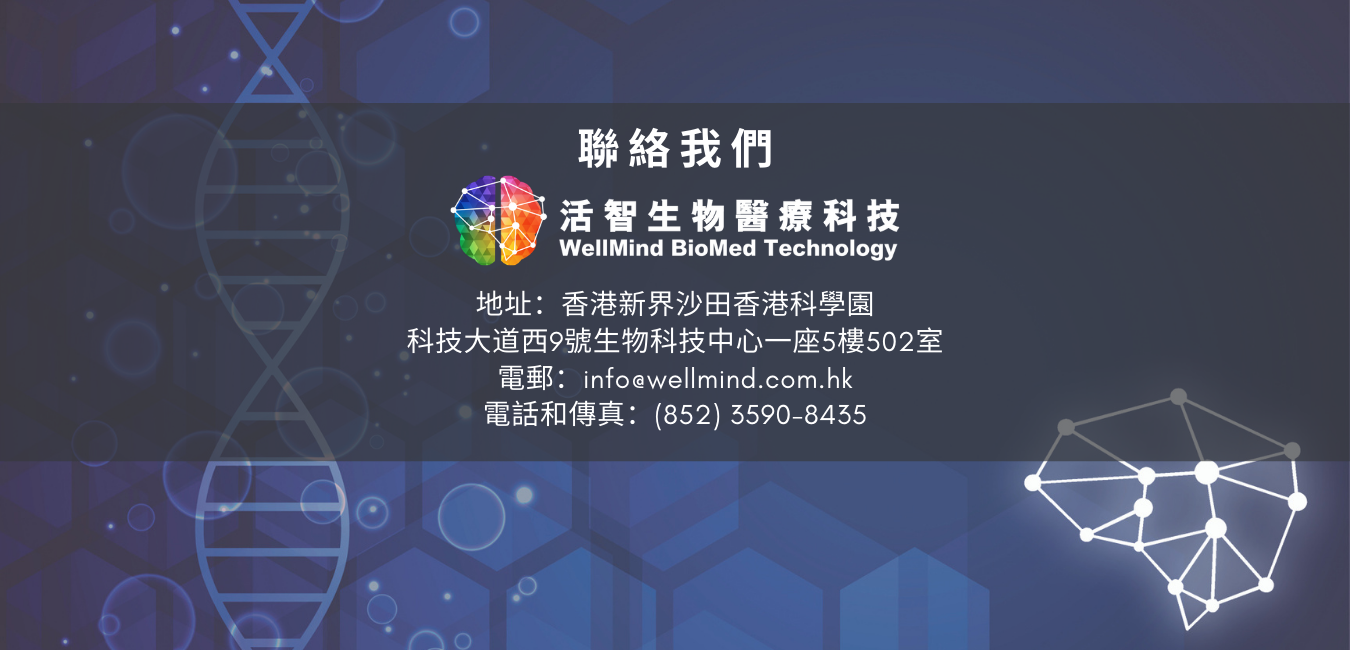 聯絡我們
活智生物醫療科技
WellMind BioMed Technology
地址：香港新界沙田香港科學園
科技大道西9號生物科技中心一座5樓502室
電郵：info@wellmind.com.hk
電話和傳真：(852) 3590-8435